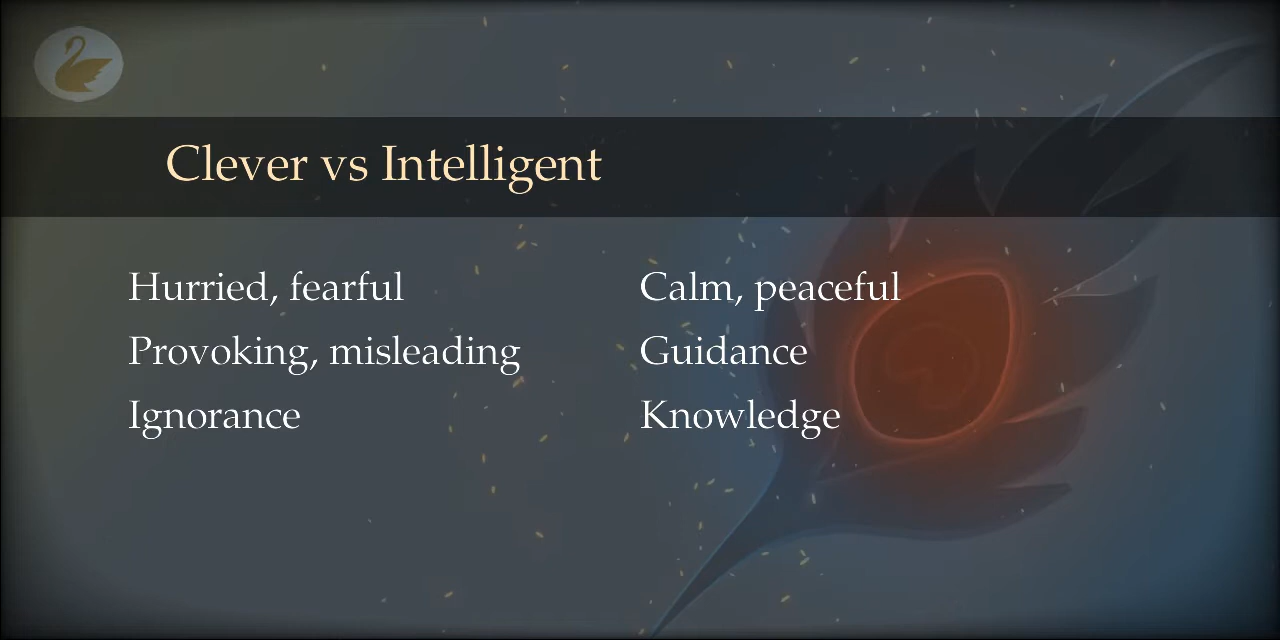 Clever vs Intelligent
Hurried, fearful
Provoking, misleading
Ignorance
Calm, peaceful
Guidance
Knowledge